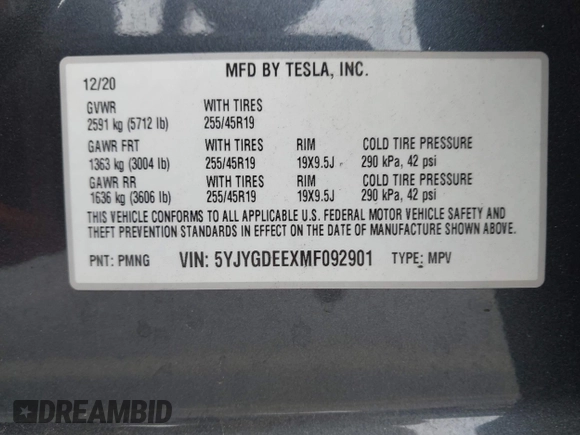 MFD BY TESLA, INC.
12/20
GVWR WITH TIRES
2591 kg (5712 lb) 255/45R19
GAWR FRT WITH TIRES RIM COLD TIRE PRESSURE
1363 kg (3004 lb) 255/45R19 19X9.5J 290 kPa, 42 psi
GAWR RR WITH TIRES RIM COLD TIRE PRESSURE
1636 kg (3606 lb) 255/45R19 19X9.5J 290 kPa, 42 psi
THIS VEHICLE CONFORMS TO ALL APPLICABLE U.S. FEDERAL MOTOR VEHICLE SAFETY AND
THEFT PREVENTION STANDARDS IN EFFECT ON THE DATE OF MANUFACTURE SHOWN ABOVE.
PNT: PMNG VIN: 5YJYGDEEXMF092901 TYPE: MPV
DREAMBID